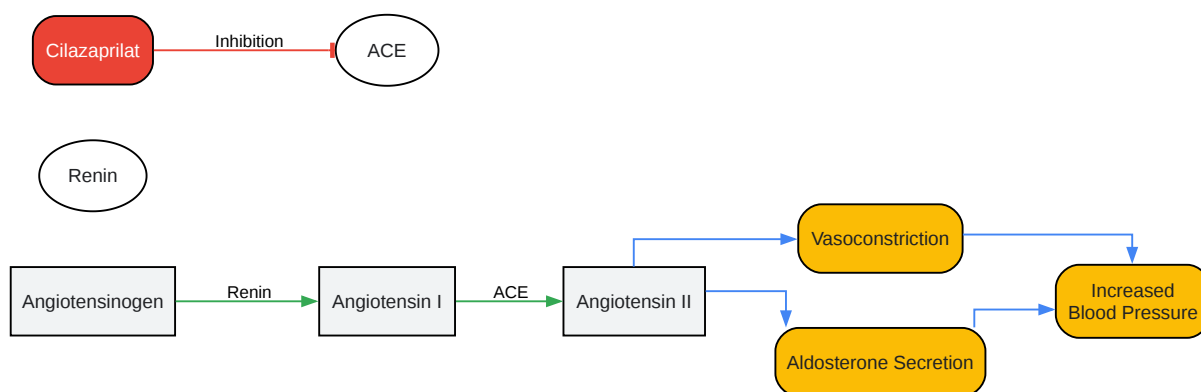 Cilazaprilat
Inhibition
ACE
Renin
Angiotensinogen
Renin
Angiotensin I
ACE
Angiotensin II
Vasoconstriction
Aldosterone Secretion
Increased
Blood Pressure